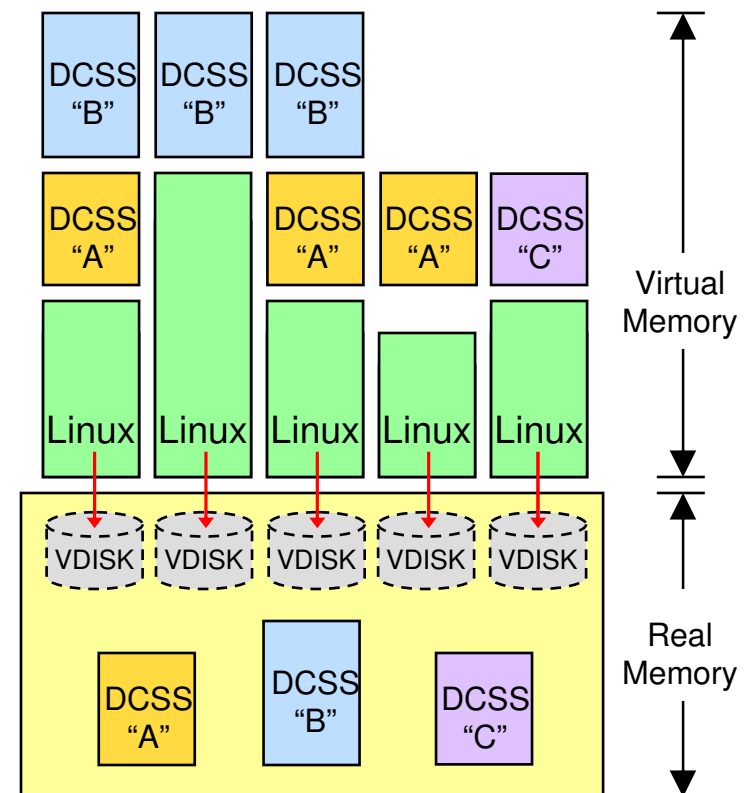 DCSS
“B”
DCSS
“B”
DCSS
“B”
DCSS
“A”
DCSS
“A”
DCSS
“A”
DCSS
“C”
Virtual
Memory
Linux
Linux
Linux
Linux
Linux
VDISK
VDISK
VDISK
VDISK
VDISK
Real
Memory
DCSS
“A”
DCSS
“B”
DCSS
“C”